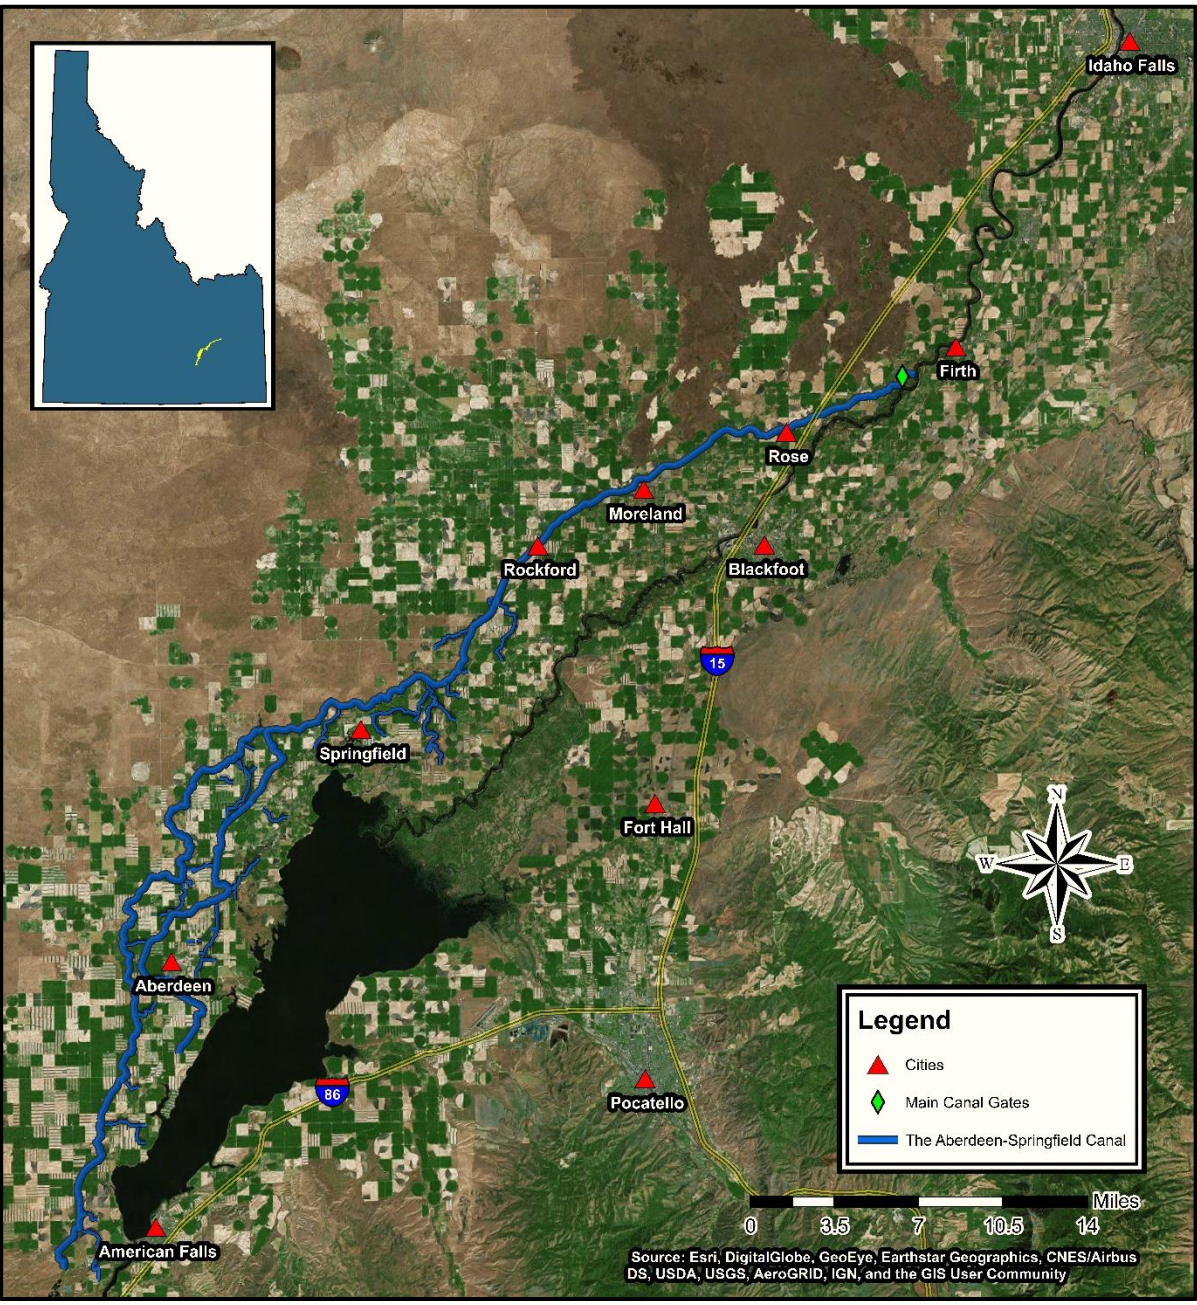 Idaho Falls
Firth
Rose
Moreland
Rockford
Blackfoot
15
Springfield
Fort Hall
N
W E
S
Aberdeen
86
Pocatello
American Falls
Legend
Cities
Main Canal Gates
The Aberdeen-Springfield Canal
Miles
0 3.5 7 10.5 14
Source: Esri, DigitalGlobe, GeoEye, Earthstar Geographics, CNES/Airbus
DS, USDA, USGS, AeroGRID, IGN, and the GIS User Community